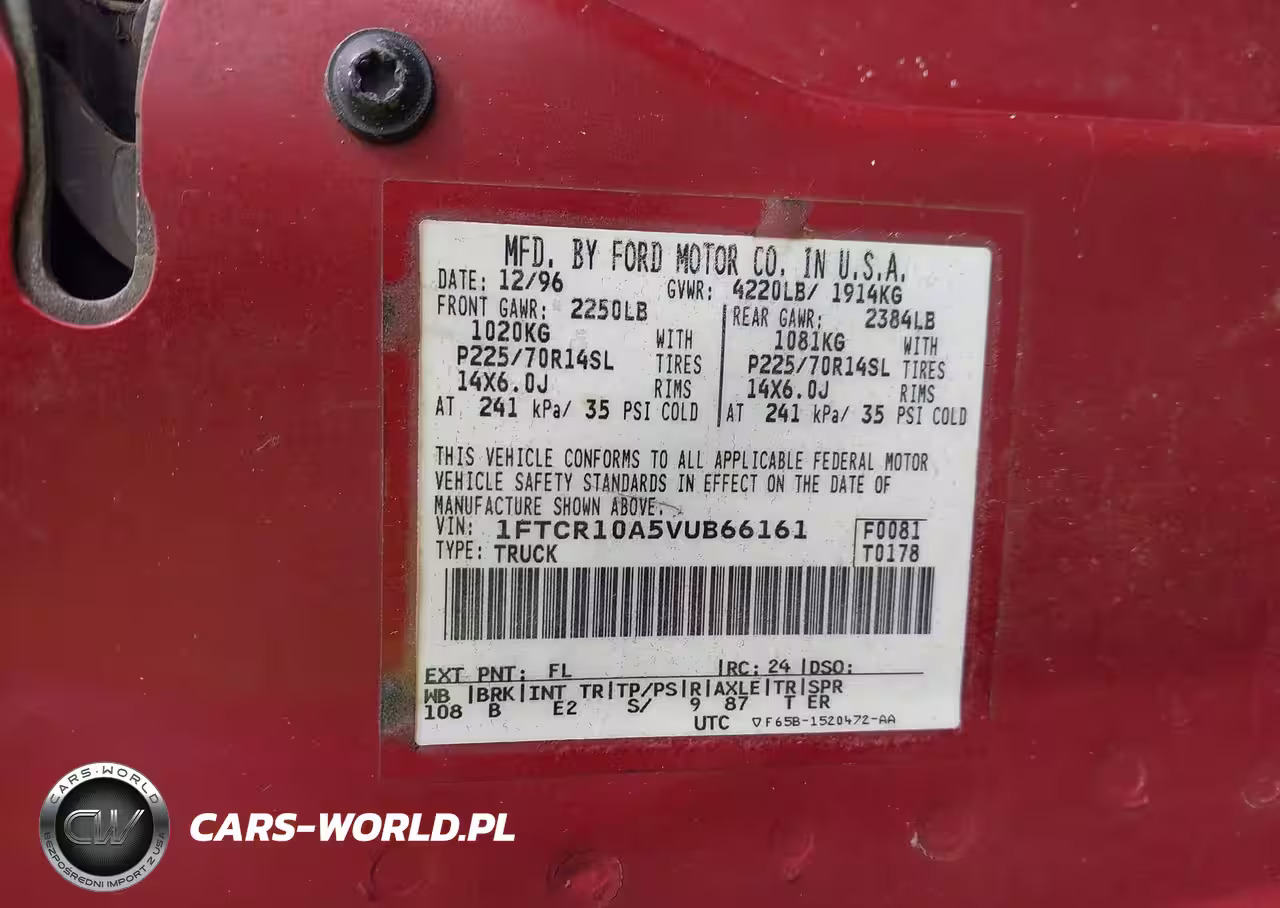 MFD. BY FORD MOTOR CO. IN U.S.A.
DATE: 12/96 GVWR: 4220LB/ 1914KG
FRONT GAWR: 2250LB REAR GAWR: 2384LB
1020KG WITH 1081KG WITH
P225/70R14SL TIRES P225/70R14SL TIRES
14X6.0J RIMS 14X6.0J RIMS
AT 241 kPa/ 35 PSI COLD AT 241 kPa/ 35 PSI COLD
THIS VEHICLE CONFORMS TO ALL APPLICABLE FEDERAL MOTOR
VEHICLE SAFETY STANDARDS IN EFFECT ON THE DATE OF
MANUFACTURE SHOWN ABOVE.
VIN: 1FTCR10A5VUB66161 F0081
TYPE: TRUCK T0178
EXT PNT: FL RC: 24 DSO:
WB BRK INT TR TP/PS R AXLE TR SPR
108 B E2 S/ 9 87 T ER
UTC ▽F65B-1520472-AA
CARS-WORLD
CW
BEZPOŚREDNI IMPORT Z USA
CARS-WORLD.PL